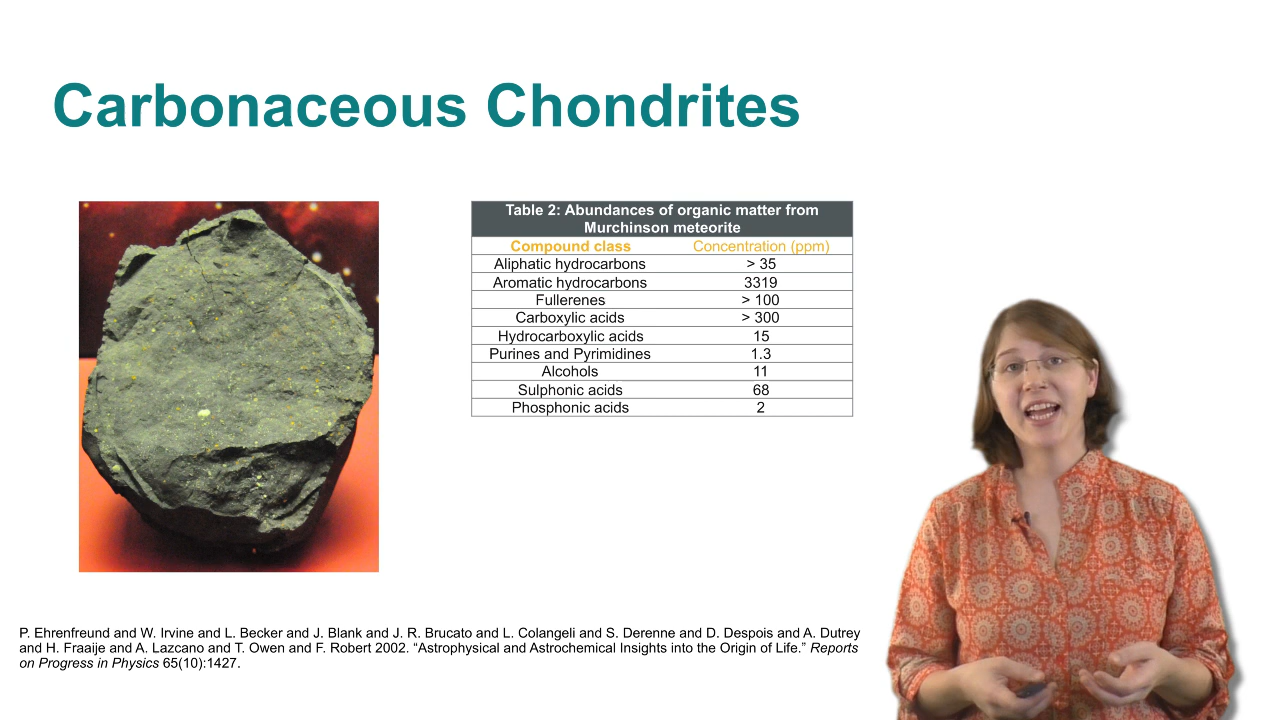 Carbonaceous Chondrites
Table 2: Abundances of organic matter from
Murchinson meteorite
Compound class Concentration (ppm)
Aliphatic hydrocarbons > 35
Aromatic hydrocarbons 3319
Fullerenes > 100
Carboxylic acids > 300
Hydrocarboxylic acids 15
Purines and Pyrimidines 1.3
Alcohols 11
Sulphonic acids 68
Phosphonic acids 2
P. Ehrenfreund and W. Irvine and L. Becker and J. Blank and J. R. Brucato and L. Colangeli and S. Derenne and D. Despois and A. Dutrey
and H. Fraaije and A. Lazcano and T. Owen and F. Robert 2002. “Astrophysical and Astrochemical Insights into the Origin of Life.” Reports
on Progress in Physics 65(10):1427.